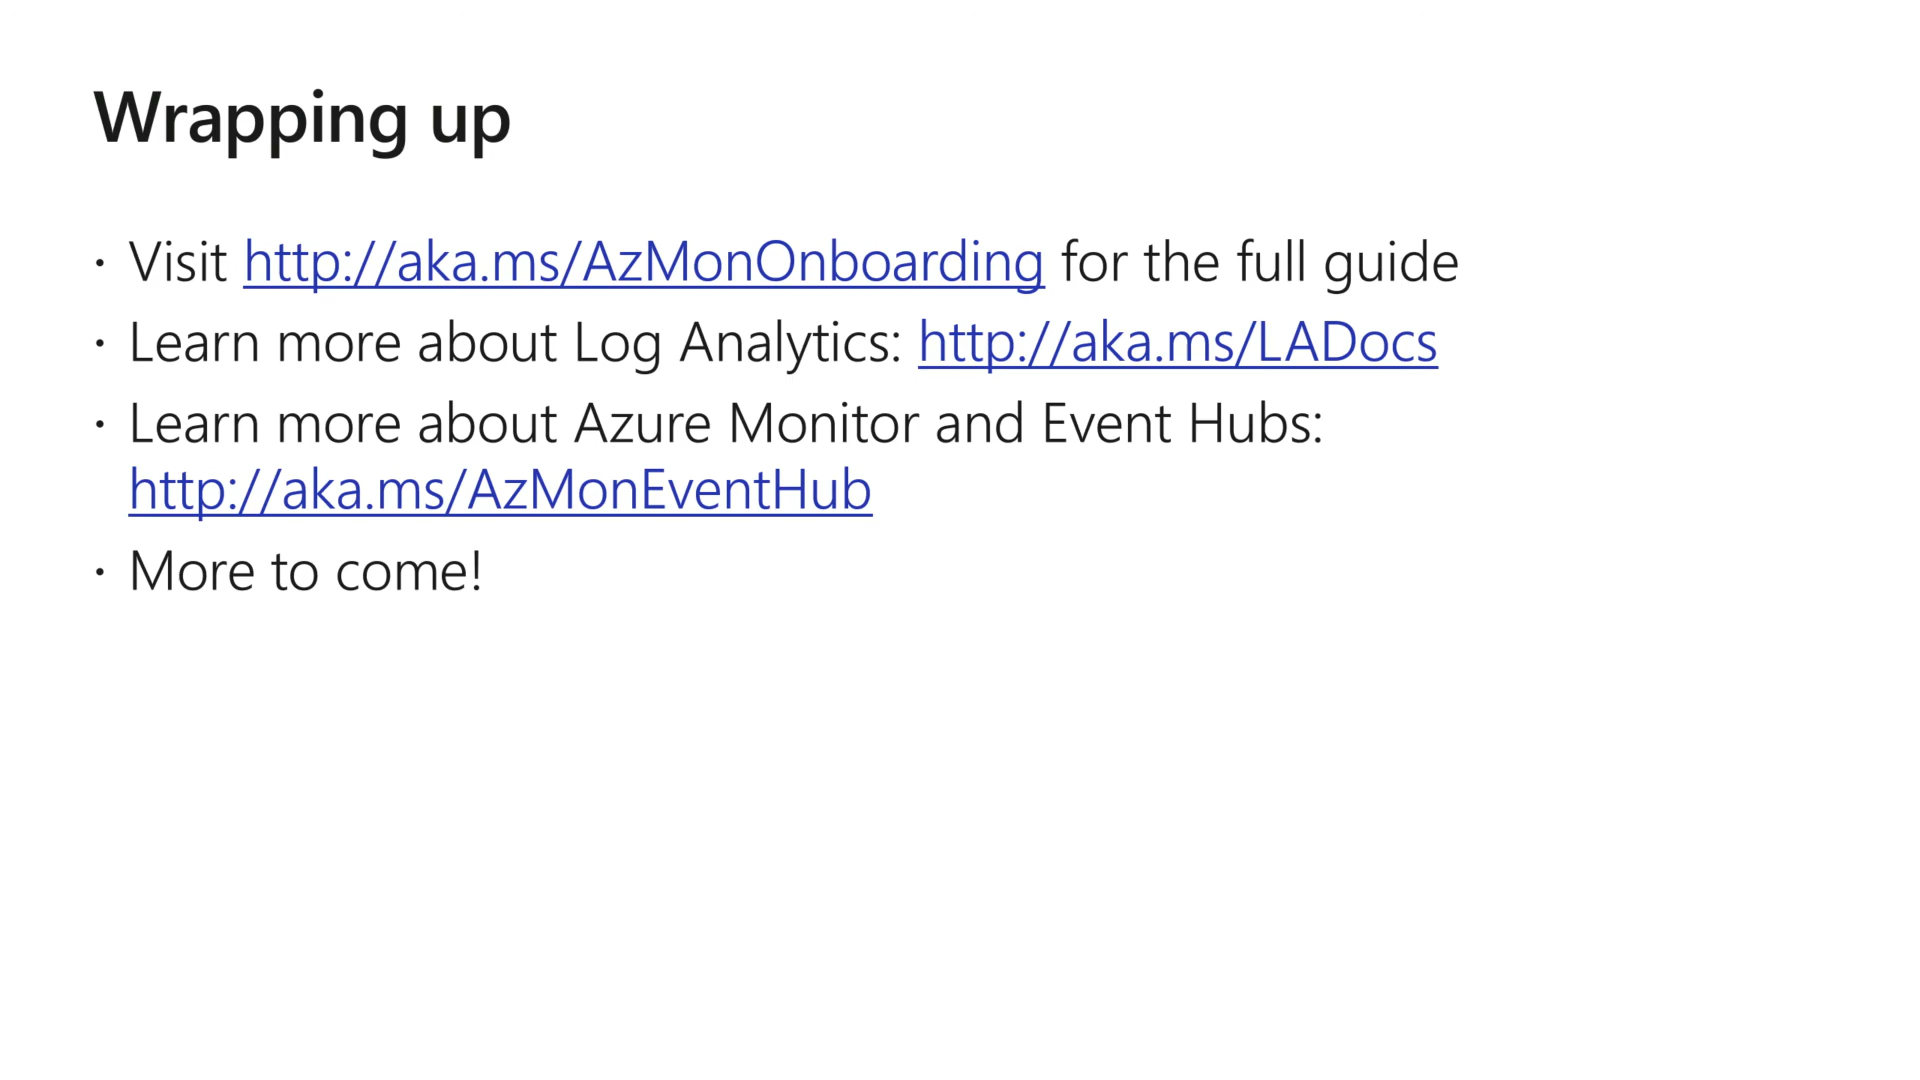 Wrapping up
· Visit http://aka.ms/AzMonOnboarding for the full guide
· Learn more about Log Analytics: http://aka.ms/LADocs
· Learn more about Azure Monitor and Event Hubs:
http://aka.ms/AzMonEventHub
· More to come!